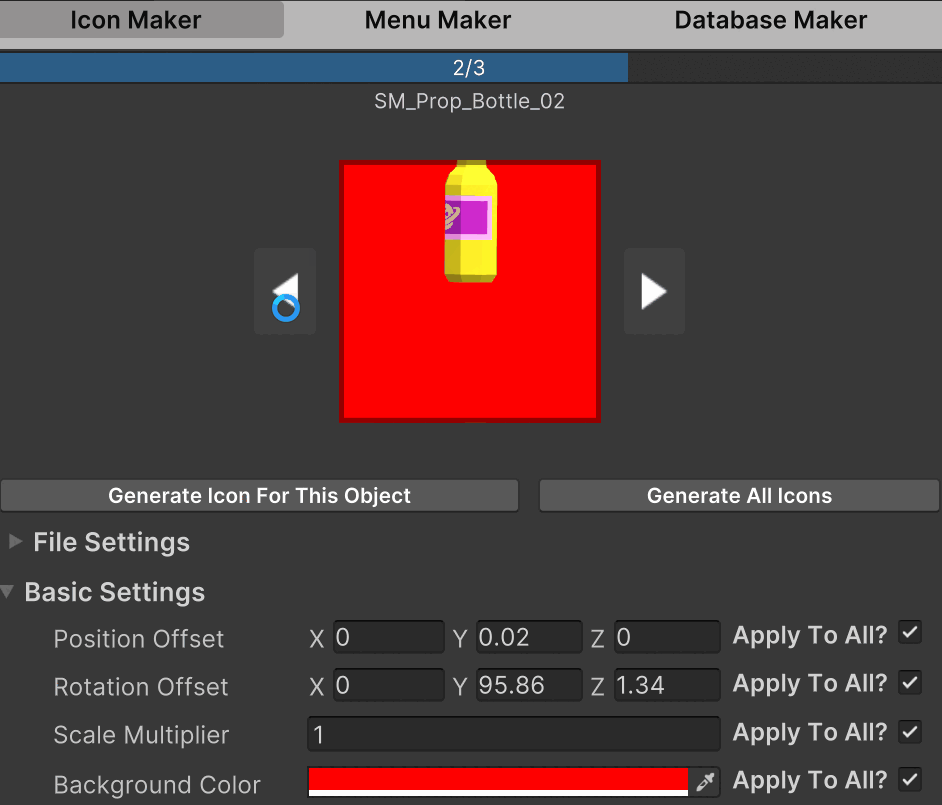 Icon Maker Menu Maker Database Maker
2/3
SM_Prop_Bottle_02
Generate Icon For This Object Generate All Icons
File Settings
Basic Settings
Position Offset X 0 Y 0.02 Z 0 Apply To All?
Rotation Offset X 0 Y 95.86 Z 1.34 Apply To All?
Scale Multiplier 1 Apply To All?
Background Color Apply To All?